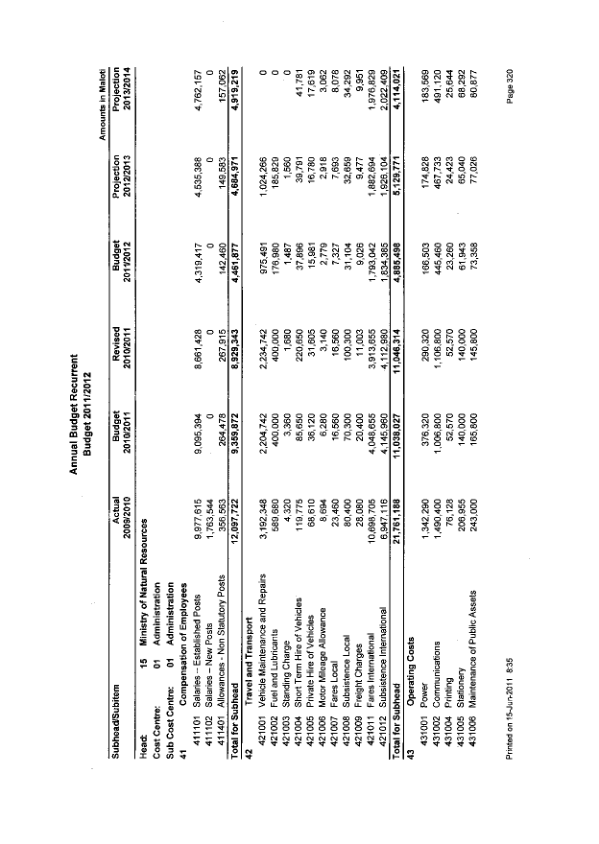 Annual Budget Recurrent
Budget 2011/2012
Amounts in Maloti
Subhead/Subitem Actual 2009/2010 Budget 2010/2011 Revised 2010/2011 Budget 2011/2012 Projection 2012/2013 Projection 2013/2014
Head: 15 Ministry of Natural Resources
Cost Centre: 01 Administration
Sub Cost Centre: 01 Administration
41 Compensation of Employees
411101 Salaries – Established Posts 9,977,615 9,095,394 8,661,428 4,319,417 4,535,388 4,762,157
411102 Salaries – New Posts 1,763,544 0 0 0 0 0
411401 Allowances - Non Statutory Posts 356,563 264,478 267,915 142,460 149,583 157,062
Total for Subhead 12,097,722 9,359,872 8,929,343 4,461,877 4,684,971 4,919,219
42 Travel and Transport
421001 Vehicle Maintenance and Repairs 3,192,348 2,204,742 2,234,742 975,491 1,024,266 0
421002 Fuel and Lubricants 589,680 400,000 400,000 176,980 185,829 0
421003 Standing Charge 4,320 3,360 1,680 1,487 1,560 0
421004 Short Term Hire of Vehicles 119,775 85,650 220,650 37,896 39,791 41,781
421005 Private Hire of Vehicles 68,610 36,120 31,605 15,981 16,780 17,619
421006 Motor Mileage Allowance 8,694 6,280 3,140 2,779 2,918 3,062
421007 Fares Local 23,460 16,560 16,560 7,327 7,693 8,078
421008 Subsistence Local 80,400 70,300 100,300 31,104 32,659 34,292
421009 Freight Charges 28,080 20,400 11,003 9,026 9,477 9,951
421011 Fares International 10,698,705 4,048,655 3,913,655 1,793,042 1,882,694 1,976,829
421012 Subsistence International 6,947,116 4,145,960 4,112,980 1,834,385 1,926,104 2,022,409
Total for Subhead 21,761,188 11,038,027 11,046,314 4,885,498 5,129,771 4,114,021
43 Operating Costs
431001 Power 1,342,290 376,320 290,320 166,503 174,828 183,569
431002 Communications 1,490,400 1,006,800 1,106,800 445,460 467,733 491,120
431004 Printing 76,128 52,570 52,570 23,260 24,423 25,644
431005 Stationery 206,955 140,000 140,000 61,943 65,040 68,292
431006 Maintenance of Public Assets 243,000 165,800 145,800 73,358 77,026 80,877
Printed on 15-Jun-2011 8:35 Page 320